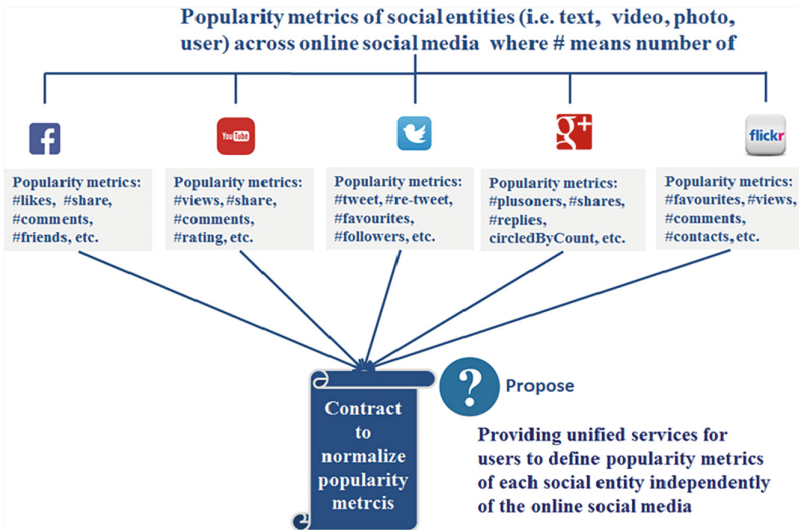 Popularity metrics of social entities (i.e. text, video, photo,
user) across online social media where # means number of
f
You Tube
g+
flickr
Popularity metrics:
#likes, #share,
#comments,
#friends, etc.
Popularity metrics:
#views, #share,
#comments,
#rating, etc.
Popularity metrics:
#tweet, #re-tweet,
#favourites,
#followers, etc.
Popularity metrics:
#plusoners, #shares,
#replies,
circledByCount, etc.
Popularity metrics:
#favourites, #views,
#comments,
#contacts, etc.
Contract
to
normalize
popularity
metrcis
?
Propose
Providing unified services for
users to define popularity metrics
of each social entity independently
of the online social media